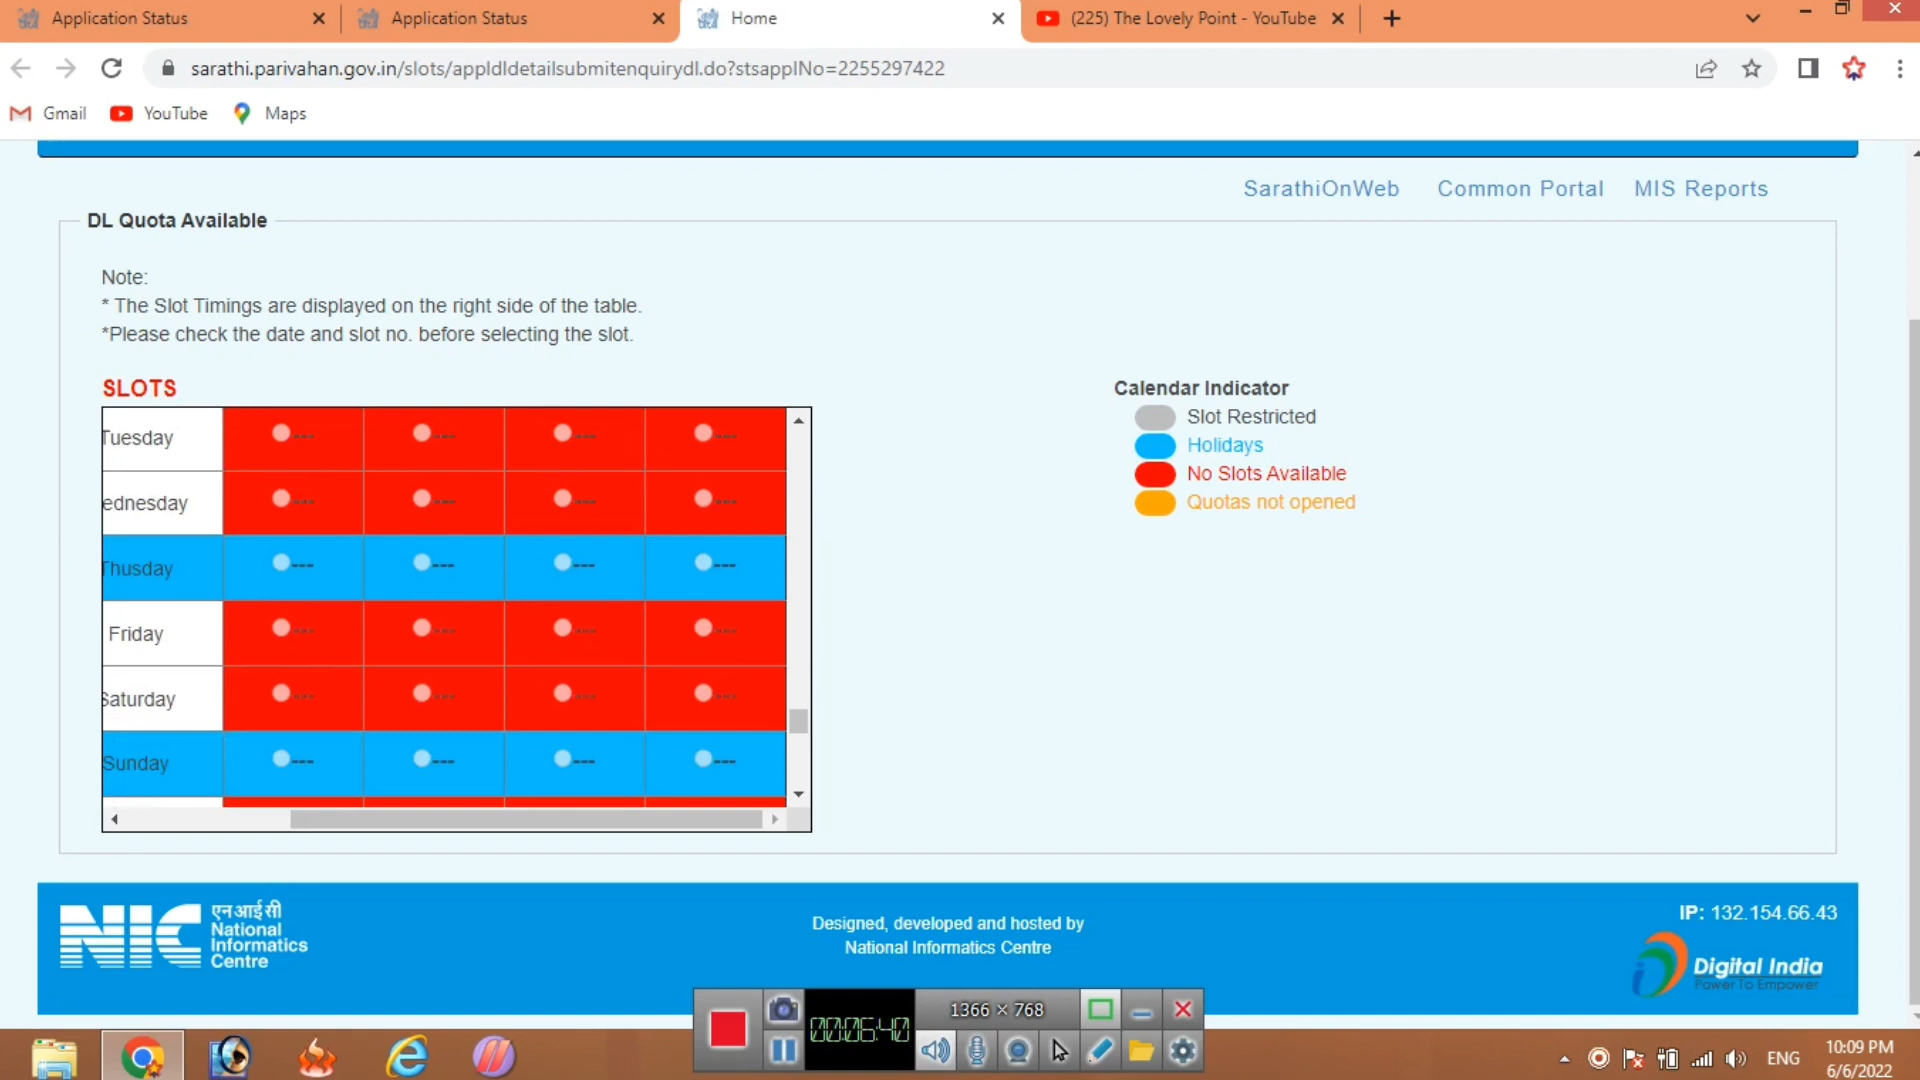 Application Status
Application Status
Home
(225) The Lovely Point - YouTube
sarathi.parivahan.gov.in/slots/appldldetailsubmitenquirydl.do?stsapplNo=2255297422
Gmail
YouTube
Maps
SarathiOnWeb
Common Portal
MIS Reports
DL Quota Available
Note:
* The Slot Timings are displayed on the right side of the table.
*Please check the date and slot no. before selecting the slot.
SLOTS
Tuesday --- --- --- ---
ednesday --- --- --- ---
Thusday --- --- --- ---
Friday --- --- --- ---
Saturday --- --- --- ---
Sunday --- --- --- ---
Calendar Indicator
Slot Restricted
Holidays
No Slots Available
Quotas not opened
NIC
एनआईसी
National
Informatics
Centre
Designed, developed and hosted by
National Informatics Centre
IP: 132.154.66.43
Digital India
Power To Empower
1366 × 768
00:06:40
ENG
10:09 PM
6/6/2022